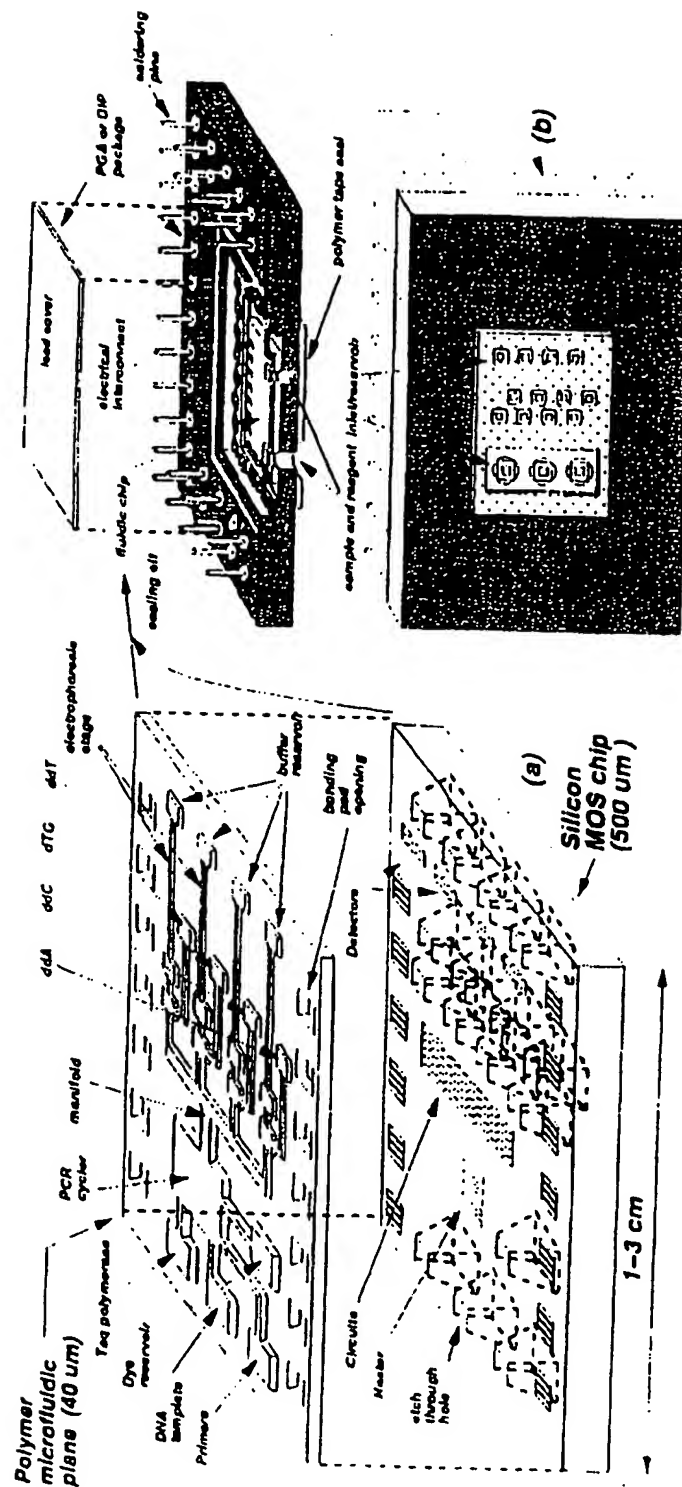 Polymer
microfluidic
plane (40 um)
Taq polymerase
Dye
reservoir
DNA
template
Primers
PCR
cycler
manifold
ddA
ddC
dTG
ddT
electrophoresis
stage
buffer
reservoir
bonding
pad
opening
Detectors
Circuits
Heater
etch
through
hole
1-3 cm
(a)
Silicon
MOS chip
(500 um)
fluidic chip
sealing oil
lead cover
electrical
interconnect
PGA or DIP
package
soldering
pins
polymer tape seal
sample and reagent inlet/reservoir
(b)